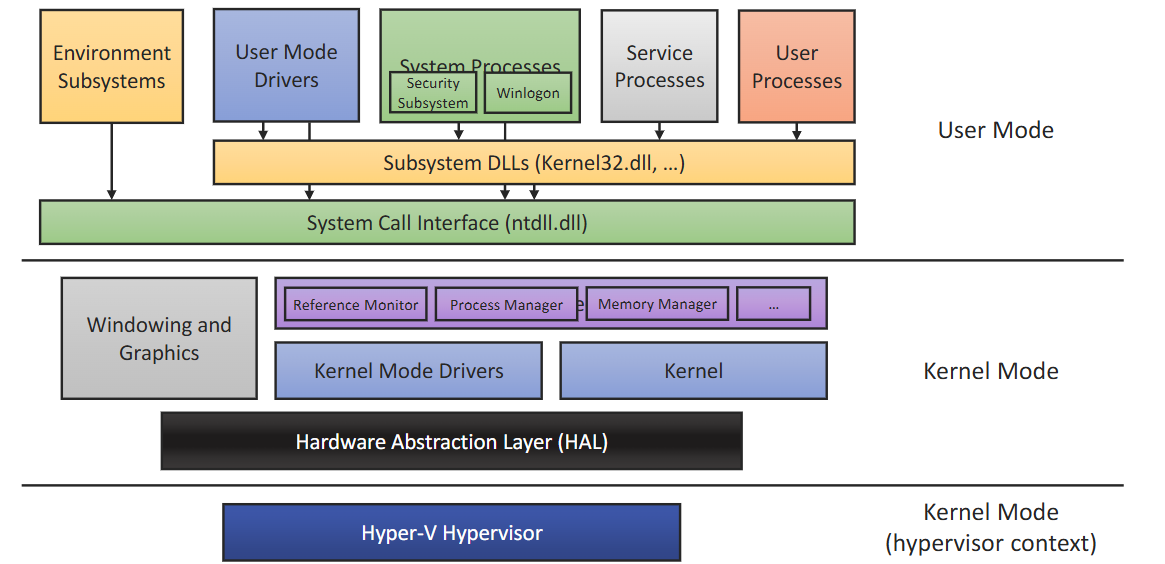 Environment
Subsystems
User Mode
Drivers
System Processes
Security
Subsystem
Winlogon
Service
Processes
User
Processes
User Mode
Subsystem DLLs (Kernel32.dll, …)
System Call Interface (ntdll.dll)
Windowing and
Graphics
Reference Monitor
Process Manager
Memory Manager
…
Kernel Mode Drivers
Kernel
Kernel Mode
Hardware Abstraction Layer (HAL)
Hyper-V Hypervisor
Kernel Mode
(hypervisor context)